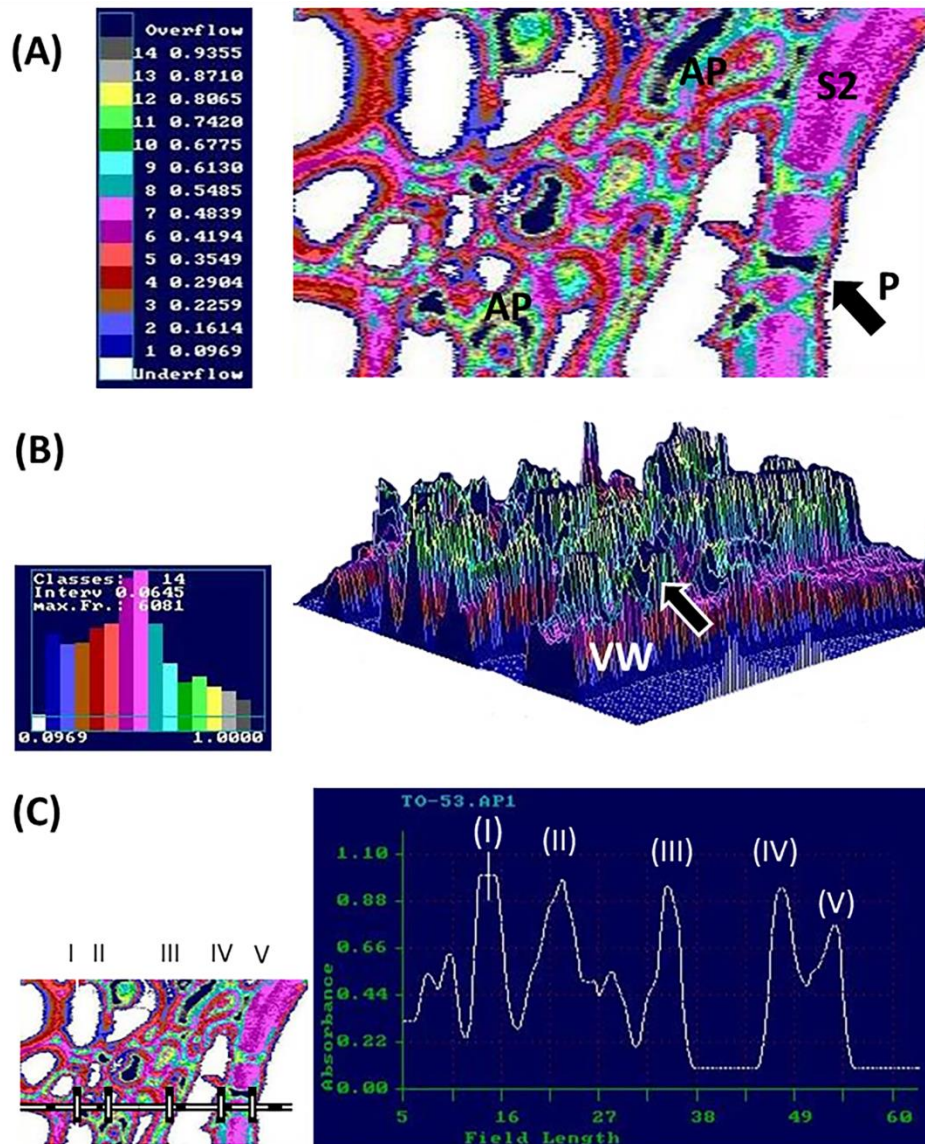 (A)
Overflow
14 0.9355
13 0.8710
12 0.8065
11 0.7420
10 0.6775
9 0.6130
8 0.5485
7 0.4839
6 0.4194
5 0.3549
4 0.2904
3 0.2259
2 0.1614
1 0.0969
Underflow
AP
S2
AP
P
(B)
Classes: 14
Interv 0.0645
max.Fr.: 6081
0.0969 1.0000
VW
(C)
I II III IV V
TO-53.AP1
(I) (II) (III) (IV) (V)
1.10
0.88
0.66
0.44
0.22
0.00
Absorbance
5 16 27 38 49 60
Field Length